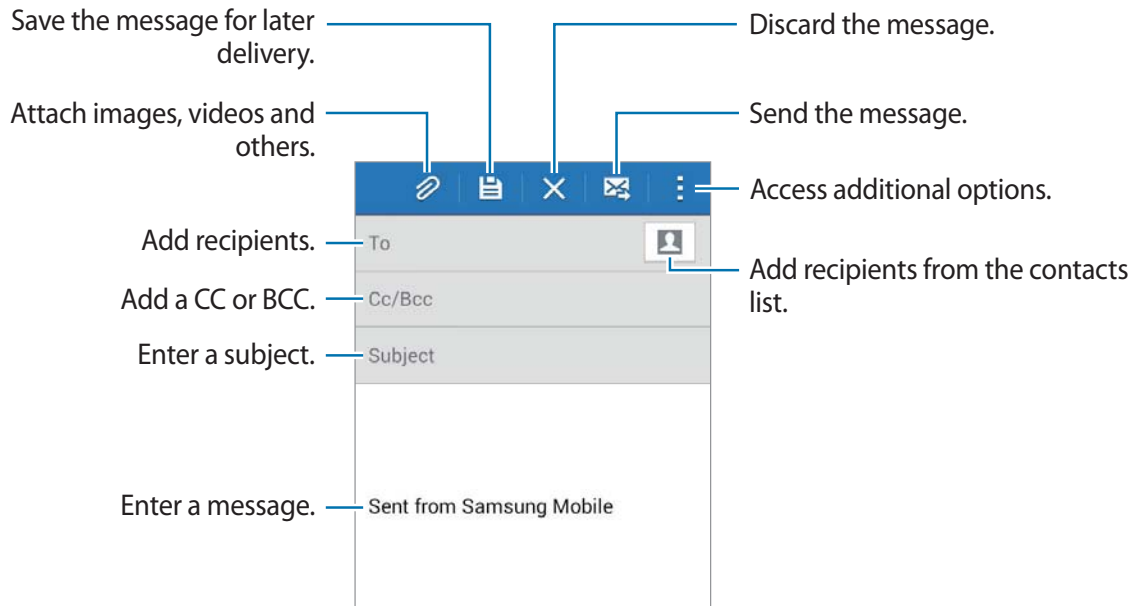 Save the message for later
delivery.
Discard the message.
Attach images, videos and
others.
Send the message.
Access additional options.
Add recipients.
To
Add recipients from the contacts
list.
Add a CC or BCC.
Cc/Bcc
Enter a subject.
Subject
Enter a message.
Sent from Samsung Mobile